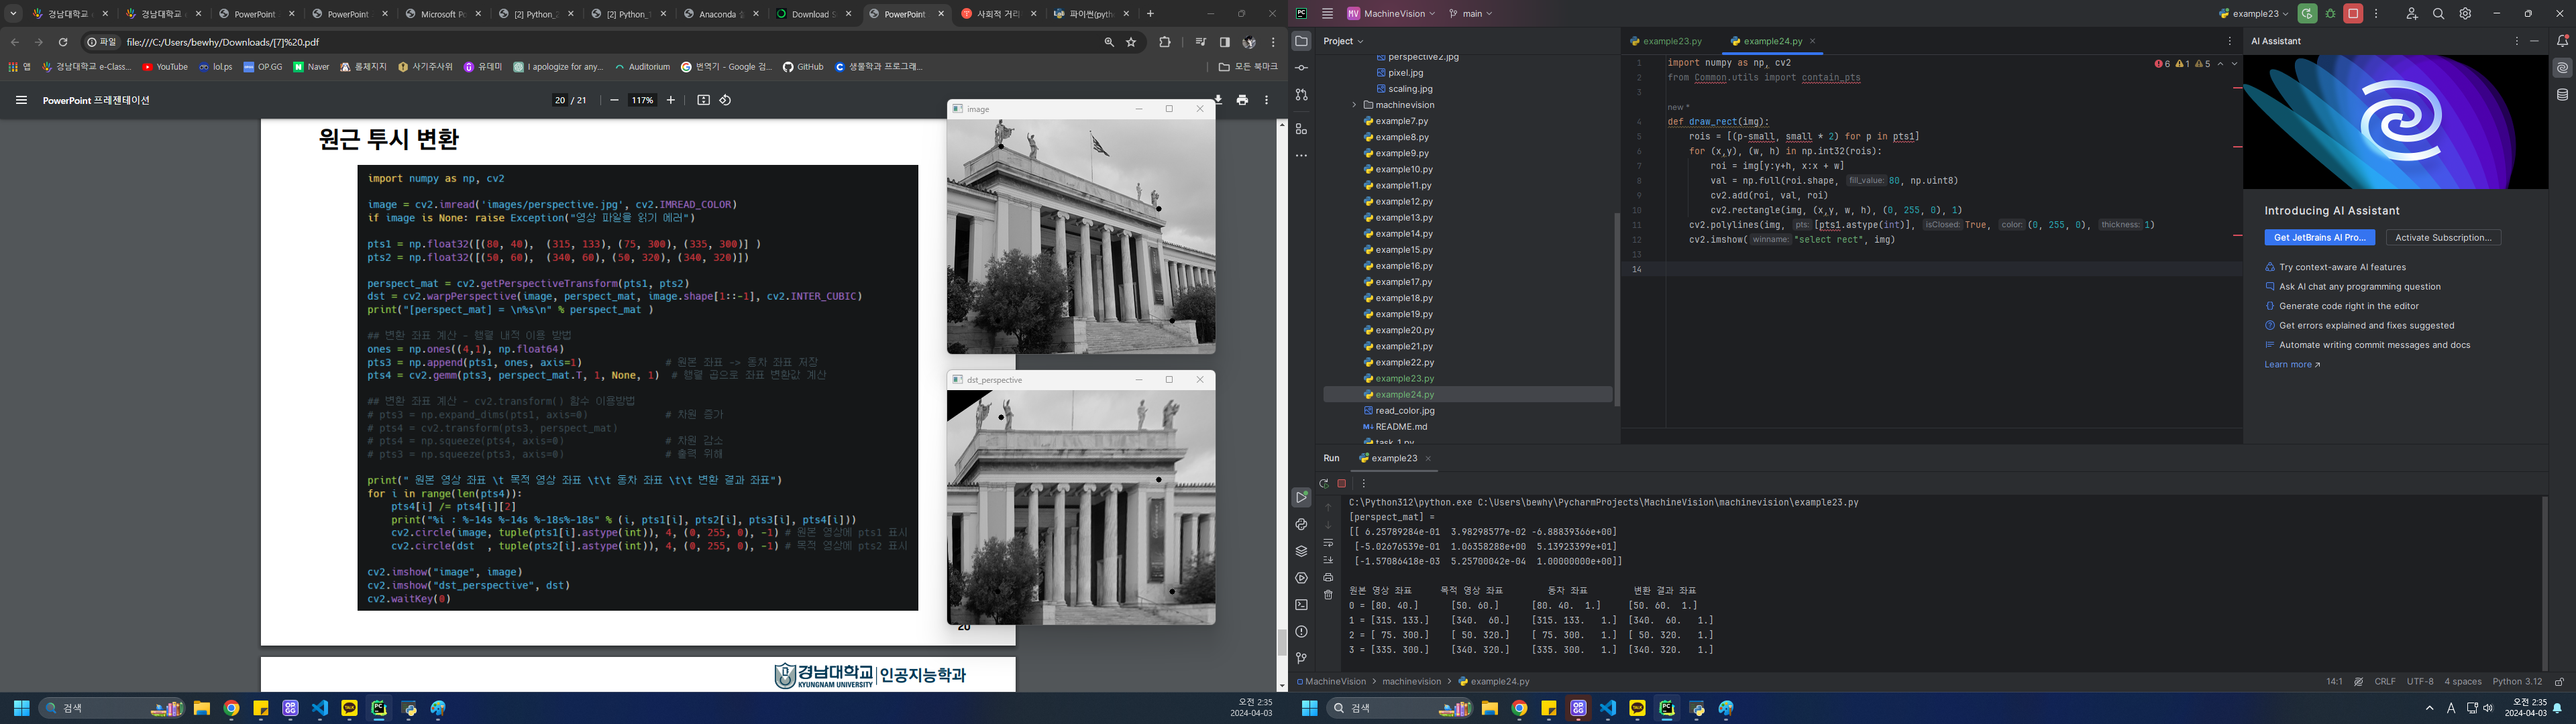 경남대학교
경남대학교
PowerPoint
PowerPoint
Microsoft Po
[2] Python_2
[2] Python_1
Anaconda 설
Download S
PowerPoint
사회적 거리
파이썬(pyth
파일
file:///C:/Users/bewhy/Downloads/[7]%20.pdf
앱
경남대학교 e-Class...
YouTube
lol.ps
OP.GG
Naver
롤체지지
사기주사위
유데미
I apologize for any...
Auditorium
번역기 - Google 검...
GitHub
생물학과 프로그래...
모든 북마크
PowerPoint 프레젠테이션
20 / 21
117%
원근 투시 변환
import numpy as np, cv2
image = cv2.imread('images/perspective.jpg', cv2.IMREAD_COLOR)
if image is None: raise Exception("영상 파일을 읽기 에러")
pts1 = np.float32([(80, 40),  (315, 133), (75, 300), (335, 300)] )
pts2 = np.float32([(50, 60),  (340, 60), (50, 320), (340, 320)])
perspect_mat = cv2.getPerspectiveTransform(pts1, pts2)
dst = cv2.warpPerspective(image, perspect_mat, image.shape[1::-1], cv2.INTER_CUBIC)
print("[perspect_mat] = \n%s\n" % perspect_mat )
## 변환 좌표 계산 - 행렬 내적 이용 방법
ones = np.ones((4,1), np.float64)
pts3 = np.append(pts1, ones, axis=1)              # 원본 좌표 -> 동차 좌표 저장
pts4 = cv2.gemm(pts3, perspect_mat.T, 1, None, 1)  # 행렬 곱으로 좌표 변환값 계산
## 변환 좌표 계산 - cv2.transform() 함수 이용방법
# pts3 = np.expand_dims(pts1, axis=0)             # 차원 증가
# pts4 = cv2.transform(pts3, perspect_mat)
# pts4 = np.squeeze(pts4, axis=0)                 # 차원 감소
# pts3 = np.squeeze(pts3, axis=0)                 # 출력 위해
print(" 원본 영상 좌표 \t 목적 영상 좌표 \t\t 동차 좌표 \t\t 변환 결과 좌표")
for i in range(len(pts4)):
pts4[i] /= pts4[i][2]
print("%i : %-14s %-14s %-18s%-18s" % (i, pts1[i], pts2[i], pts3[i], pts4[i]))
cv2.circle(image, tuple(pts1[i].astype(int)), 4, (0, 255, 0), -1) # 원본 영상에 pts1 표시
cv2.circle(dst  , tuple(pts2[i].astype(int)), 4, (0, 255, 0), -1) # 목적 영상에 pts2 표시
cv2.imshow("image", image)
cv2.imshow("dst_perspective", dst)
cv2.waitKey(0)
20
경남대학교 인공지능학과
KYUNGNAM UNIVERSITY
image
dst_perspective
검색
오전 2:35
2024-04-03
MV MachineVision
main
example23
Project
perspective2.jpg
pixel.jpg
scaling.jpg
machinevision
example7.py
example8.py
example9.py
example10.py
example11.py
example12.py
example13.py
example14.py
example15.py
example16.py
example17.py
example18.py
example19.py
example20.py
example21.py
example22.py
example23.py
example24.py
read_color.jpg
README.md
task_1.py
example23.py
example24.py
6 1 5
1 import numpy as np, cv2
2 from Common.utils import contain_pts
3
new *
4 def draw_rect(img):
5 rois = [(p-small, small * 2) for p in pts1]
6 for (x,y), (w, h) in np.int32(rois):
7 roi = img[y:y+h, x:x + w]
8 val = np.full(roi.shape, fill_value: 80, np.uint8)
9 cv2.add(roi, val, roi)
10 cv2.rectangle(img, (x,y, w, h), (0, 255, 0), 1)
11 cv2.polylines(img, pts: [pts1.astype(int)], isClosed: True, color: (0, 255, 0), thickness: 1)
12 cv2.imshow( winname: "select rect", img)
13
14
AI Assistant
Introducing AI Assistant
Get JetBrains AI Pro...
Activate Subscription...
Try context-aware AI features
Ask AI chat any programming question
Generate code right in the editor
Get errors explained and fixes suggested
Automate writing commit messages and docs
Learn more ↗
Run
example23
C:\Python312\python.exe C:\Users\bewhy\PycharmProjects\MachineVision\machinevision\example23.py
[perspect_mat] =
[[ 6.25789284e-01  3.98298577e-02 -6.88839366e+00]
[-5.02676539e-01  1.06358288e+00  5.13923399e+01]
[-1.57086418e-03  5.25700042e-04  1.00000000e+00]]
원본 영상 좌표 목적 영상 좌표 동차 좌표 변환 결과 좌표
0 = [80. 40.] [50. 60.] [80. 40.  1.] [50. 60.  1.]
1 = [315. 133.] [340.  60.] [315. 133.   1.] [340.  60.   1.]
2 = [ 75. 300.] [ 50. 320.] [ 75. 300.   1.] [ 50. 320.   1.]
3 = [335. 300.] [340. 320.] [335. 300.   1.] [340. 320.   1.]
MachineVision > machinevision > example24.py
14:1
CRLF
UTF-8
4 spaces
Python 3.12
검색
A
오전 2:35
2024-04-03